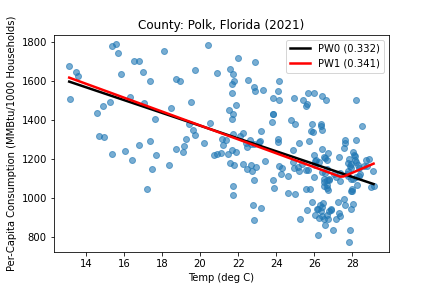 County: Polk, Florida (2021)
Per-Capita Consumption (MMBtu/1000 Households)
1800
1600
1400
1200
1000
800
PW0 (0.332)
PW1 (0.341)
14 16 18 20 22 24 26 28
Temp (deg C)